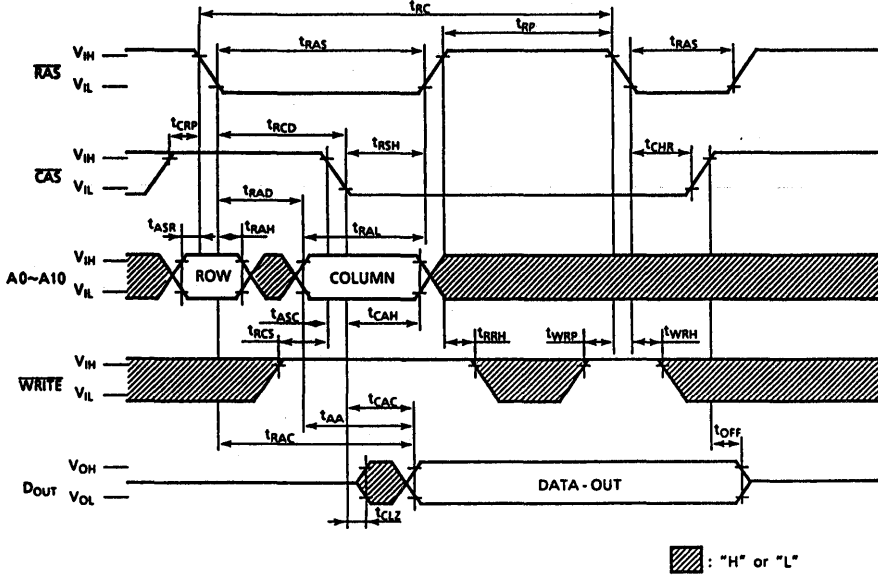 tRC
tRP
VIH
tRAS
tRAS
RAS
VIL
tCRP
tRCD
tRSH
tCHR
VIH
CAS
VIL
tRAD
tASR
tRAH
tRAL
VIH
A0~A10
ROW
COLUMN
VIL
tASC
tCAH
tRCS
tRRH
tWRP
tWRH
VIH
WRITE
VIL
tCAC
tAA
tRAC
tOFF
VOH
DOUT
DATA-OUT
VOL
tCLZ
: "H" or "L"